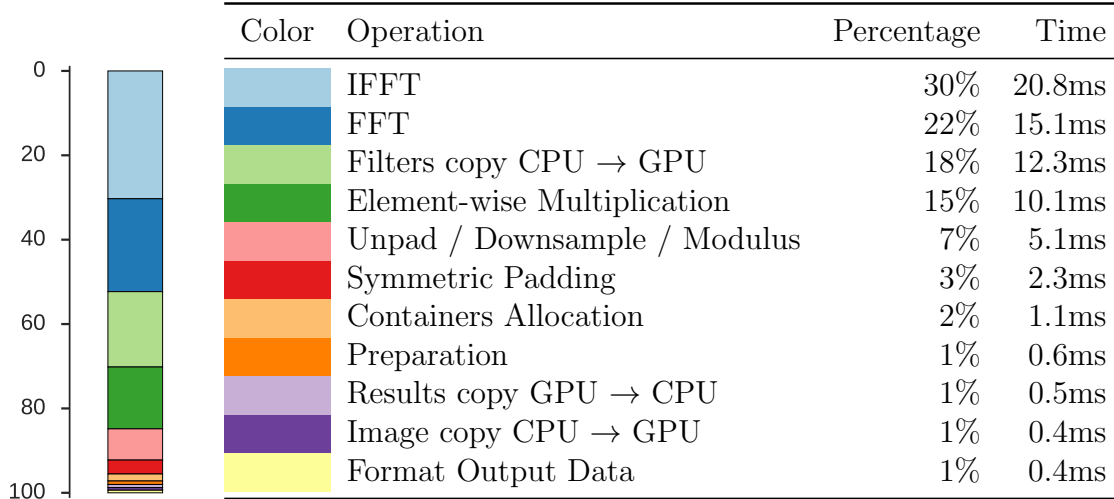 Color Operation Percentage Time
IFFT 30% 20.8ms
FFT 22% 15.1ms
Filters copy CPU → GPU 18% 12.3ms
Element-wise Multiplication 15% 10.1ms
Unpad / Downsample / Modulus 7% 5.1ms
Symmetric Padding 3% 2.3ms
Containers Allocation 2% 1.1ms
Preparation 1% 0.6ms
Results copy GPU → CPU 1% 0.5ms
Image copy CPU → GPU 1% 0.4ms
Format Output Data 1% 0.4ms
0
20
40
60
80
100